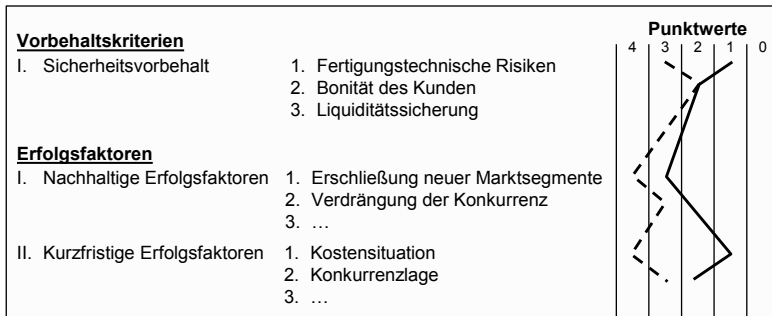 Punktwerte
Vorbehaltskriterien
4 3 2 1 0
I. Sicherheitsvorbehalt 1. Fertigungstechnische Risiken
2. Bonität des Kunden
3. Liquiditätssicherung
Erfolgsfaktoren
I. Nachhaltige Erfolgsfaktoren 1. Erschließung neuer Marktsegmente
2. Verdrängung der Konkurrenz
3. …
II. Kurzfristige Erfolgsfaktoren 1. Kostensituation
2. Konkurrenzlage
3. …